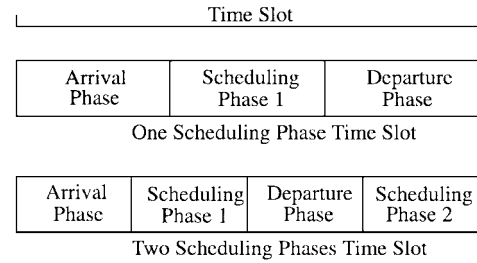 Time Slot
Arrival Scheduling Departure
Phase Phase 1 Phase
One Scheduling Phase Time Slot
Arrival Scheduling Departure Scheduling
Phase Phase 1 Phase Phase 2
Two Scheduling Phases Time Slot